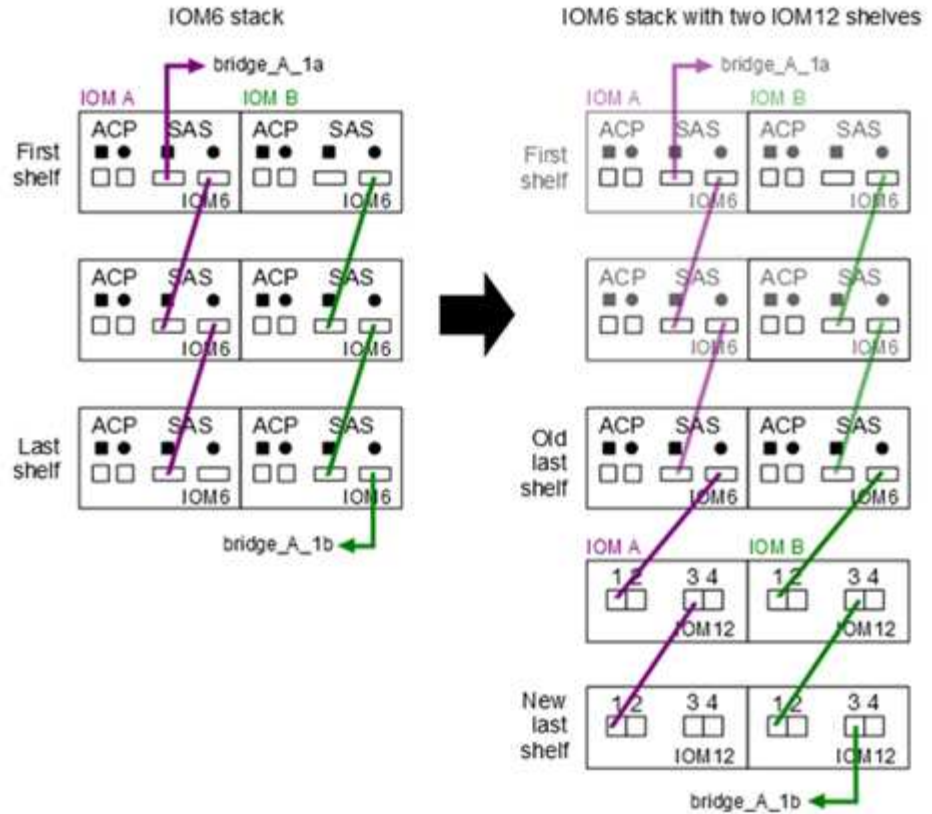 IOM6 stack
bridge_A_1a
IOM A IOM B
First shelf
ACP SAS ACP SAS
IOM6 IOM6
ACP SAS ACP SAS
IOM6 IOM6
Last shelf
ACP SAS ACP SAS
IOM6 IOM6
bridge_A_1b
IOM6 stack with two IOM12 shelves
bridge_A_1a
IOM A IOM B
First shelf
ACP SAS ACP SAS
IOM6 IOM6
ACP SAS ACP SAS
IOM6 IOM6
Old last shelf
ACP SAS ACP SAS
IOM6 IOM6
IOM A IOM B
1 2 3 4 1 2 3 4
IOM12 IOM12
New last shelf
1 2 3 4 1 2 3 4
IOM12 IOM12
bridge_A_1b